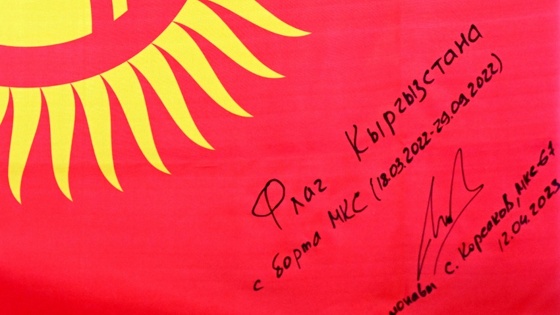 Флаг Кыргызстана
с борта МКС (18.03.2022-29.09.2022)
С. Корсаков, МКС-67
12.04.2023